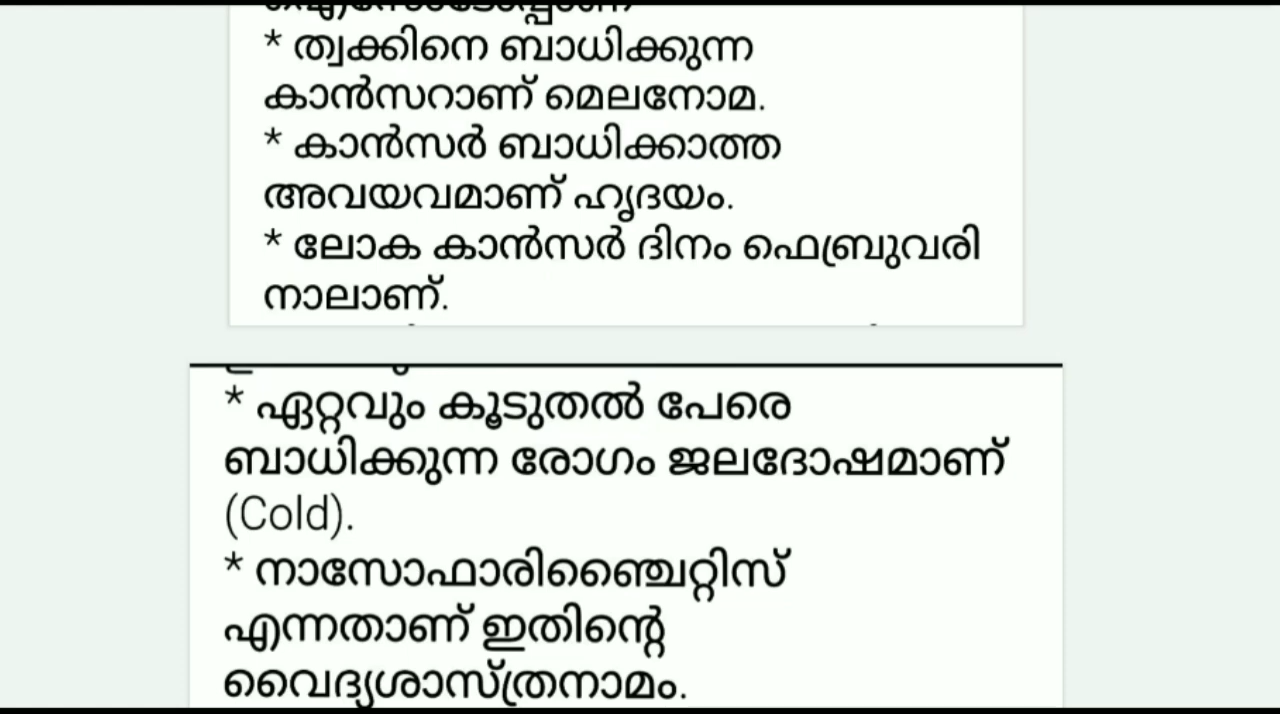 * ത്വക്കിനെ ബാധിക്കുന്ന
കാൻസറാണ് മെലനോമ.
* കാൻസർ ബാധിക്കാത്ത
അവയവമാണ് ഹൃദയം.
* ലോക കാൻസർ ദിനം ഫെബ്രുവരി
നാലാണ്.
* ഏറ്റവും കൂടുതൽ പേരെ
ബാധിക്കുന്ന രോഗം ജലദോഷമാണ്
(Cold).
* നാസോഫാരിഞ്ചൈറ്റിസ്
എന്നതാണ് ഇതിന്റെ
വൈദ്യശാസ്ത്രനാമം.